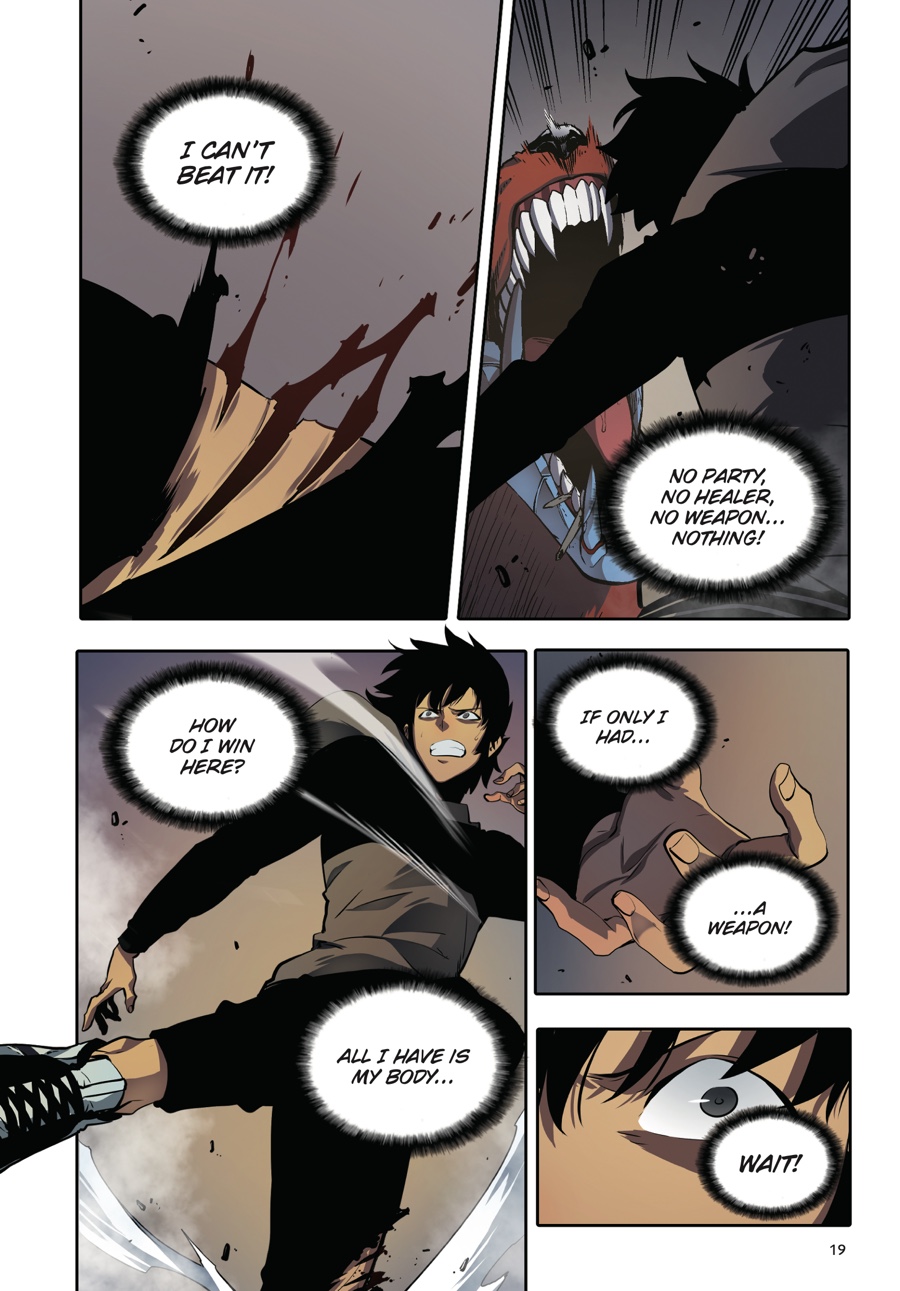 I CAN'T
BEAT IT!
NO PARTY,
NO HEALER,
NO WEAPON...
NOTHING!
HOW
DO I WIN
HERE?
ALL I HAVE IS
MY BODY...
IF ONLY I
HAD...
...A
WEAPON!
WAIT!
19